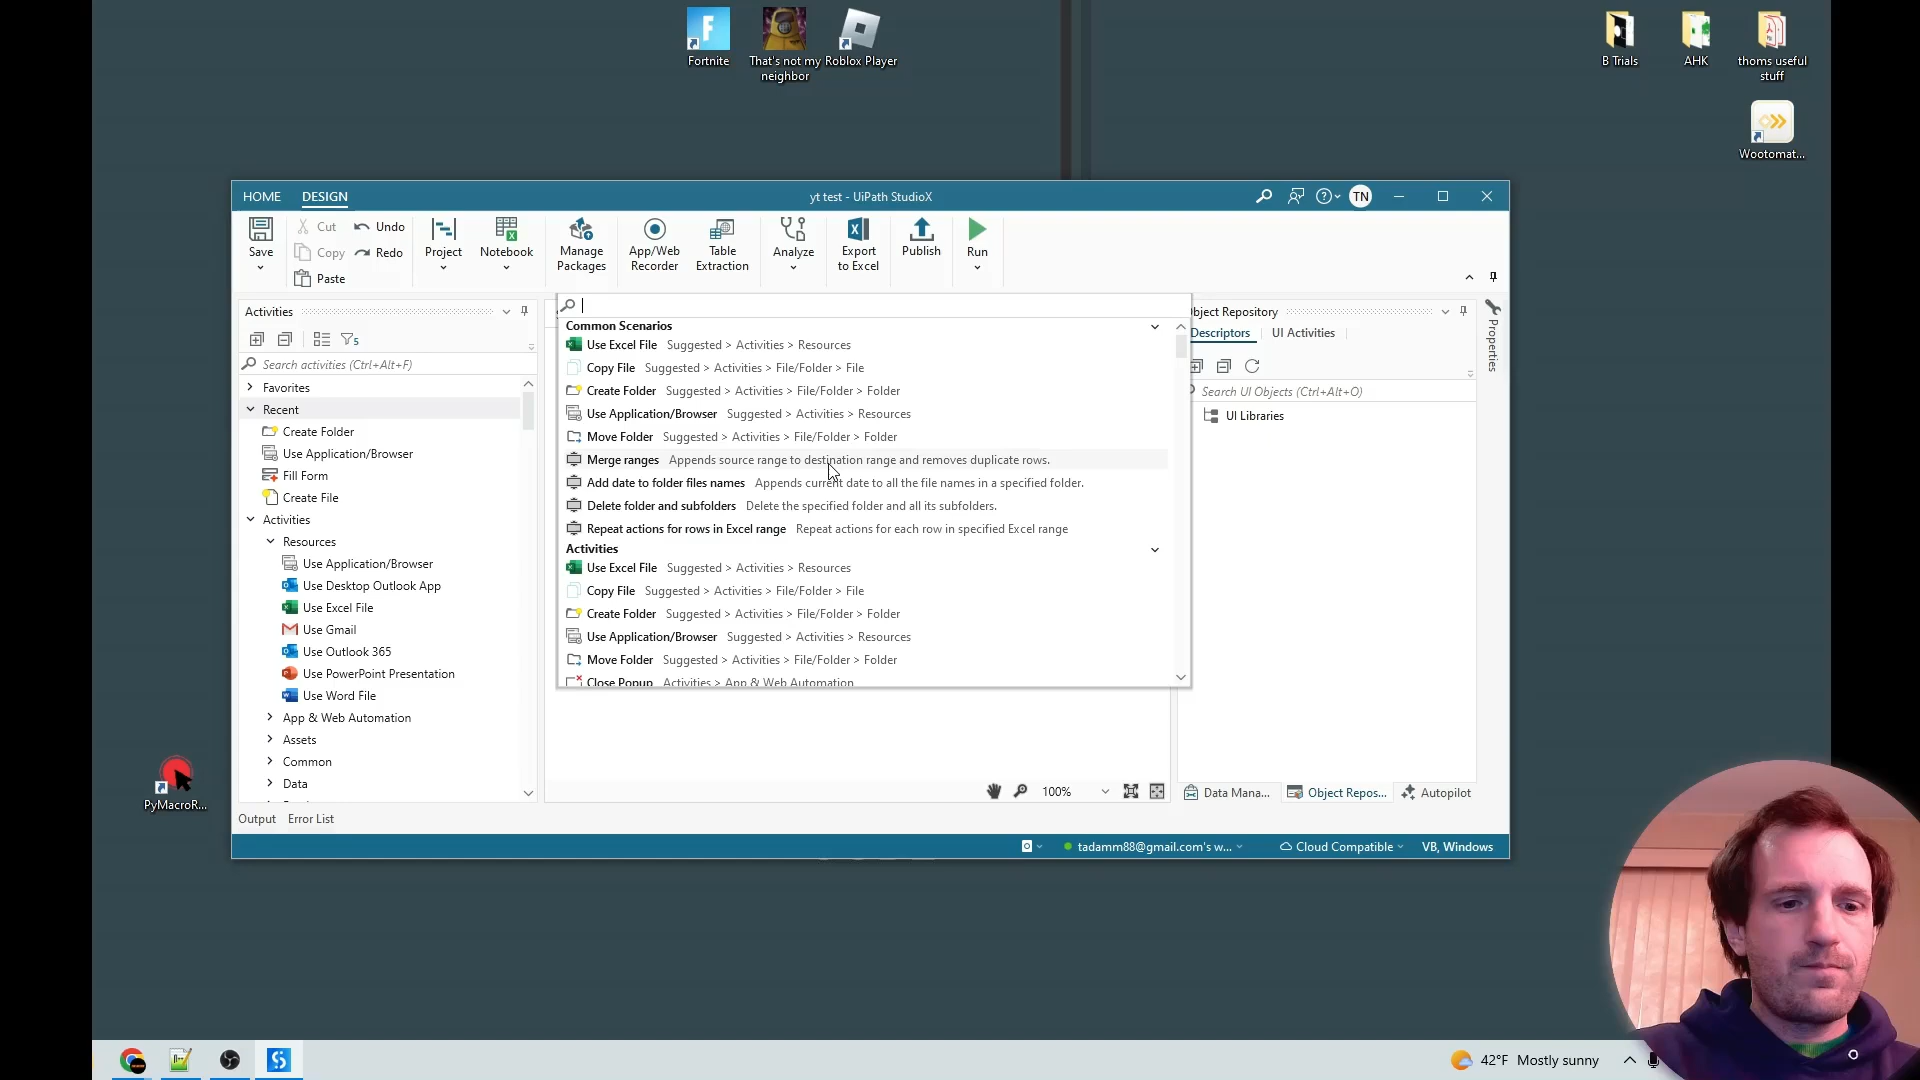 Fortnite
That's not my
neighbor
Roblox Player
B Trials
AHK
thoms useful
stuff
Wootomat...
HOME
DESIGN
yt test - UiPath StudioX
TN
Save
Cut
Copy
Paste
Undo
Redo
Project
Notebook
Manage
Packages
App/Web
Recorder
Table
Extraction
Analyze
Export
to Excel
Publish
Run
Activities
5
Search activities (Ctrl+Alt+F)
Favorites
Recent
Create Folder
Use Application/Browser
Fill Form
Create File
Activities
Resources
Use Application/Browser
Use Desktop Outlook App
Use Excel File
Use Gmail
Use Outlook 365
Use PowerPoint Presentation
Use Word File
App & Web Automation
Assets
Common
Data
Common Scenarios
Use Excel File Suggested > Activities > Resources
Copy File Suggested > Activities > File/Folder > File
Create Folder Suggested > Activities > File/Folder > Folder
Use Application/Browser Suggested > Activities > Resources
Move Folder Suggested > Activities > File/Folder > Folder
Merge ranges Appends source range to destination range and removes duplicate rows.
Add date to folder files names Appends current date to all the file names in a specified folder.
Delete folder and subfolders Delete the specified folder and all its subfolders.
Repeat actions for rows in Excel range Repeat actions for each row in specified Excel range
Activities
Use Excel File Suggested > Activities > Resources
Copy File Suggested > Activities > File/Folder > File
Create Folder Suggested > Activities > File/Folder > Folder
Use Application/Browser Suggested > Activities > Resources
Move Folder Suggested > Activities > File/Folder > Folder
Close Popup Activities > App & Web Automation
bject Repository
Descriptors
UI Activities
Search UI Objects (Ctrl+Alt+O)
UI Libraries
Properties
100%
Data Mana...
Object Repos...
Autopilot
Output
Error List
tadamm88@gmail.com's w...
Cloud Compatible
VB, Windows
PyMacroR...
42°F Mostly sunny